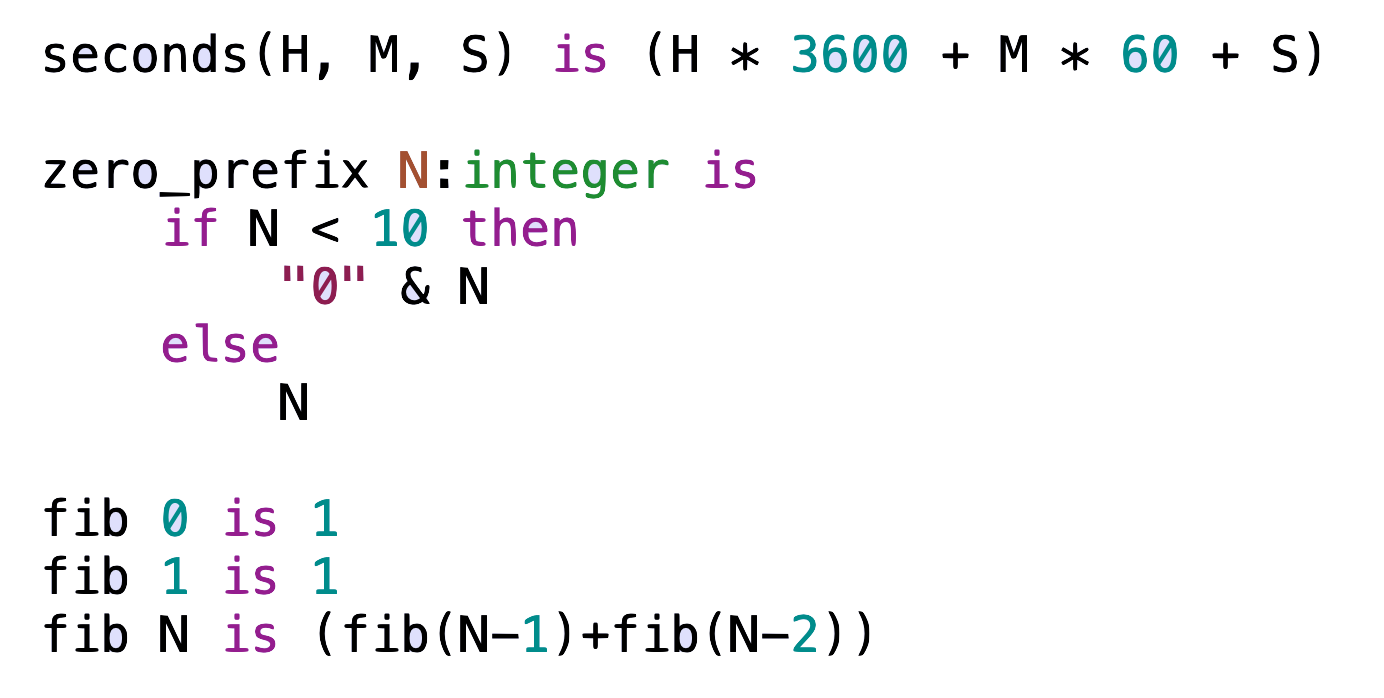 seconds(H, M, S) is (H * 3600 + M * 60 + S)
zero_prefix N:integer is
if N < 10 then
"0" & N
else
N
fib 0 is 1
fib 1 is 1
fib N is (fib(N-1)+fib(N-2))